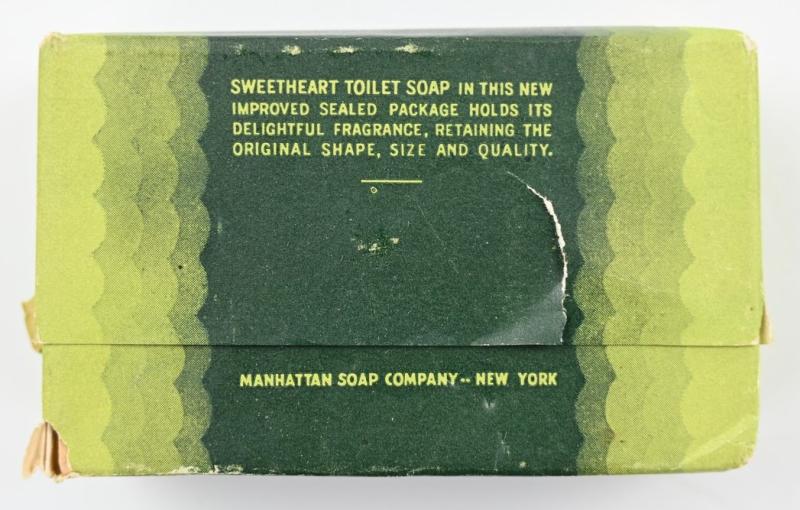 SWEETHEART TOILET SOAP IN THIS NEW
IMPROVED SEALED PACKAGE HOLDS ITS
DELIGHTFUL FRAGRANCE, RETAINING THE
ORIGINAL SHAPE, SIZE AND QUALITY.
MANHATTAN SOAP COMPANY -- NEW YORK